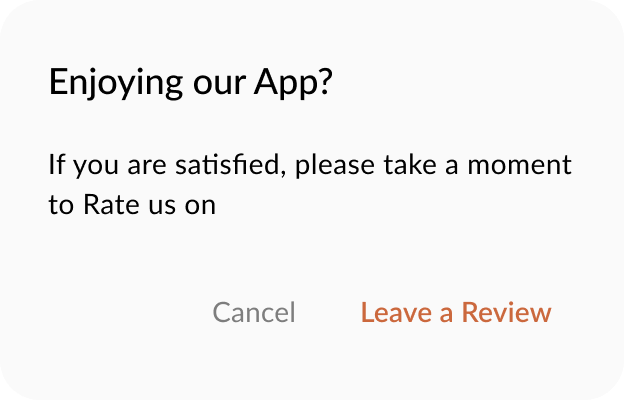 Enjoying our App?
If you are satisfied, please take a moment
to Rate us on
Cancel
Leave a Review